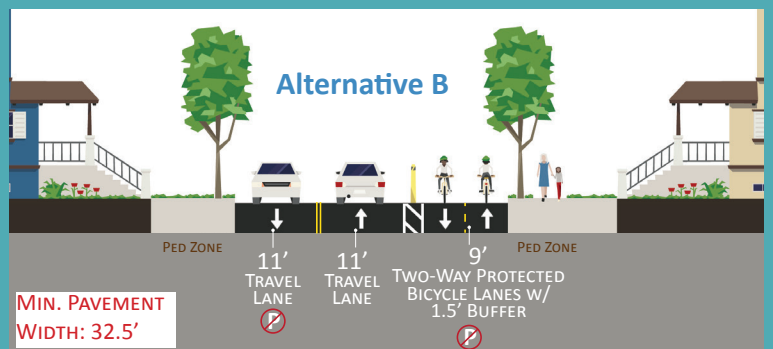 Alternative B
PED ZONE
PED ZONE
11'
TRAVEL
LANE
P
11'
TRAVEL
LANE
9'
TWO-WAY PROTECTED
BICYCLE LANES W/
1.5' BUFFER
P
MIN. PAVEMENT
WIDTH: 32.5'